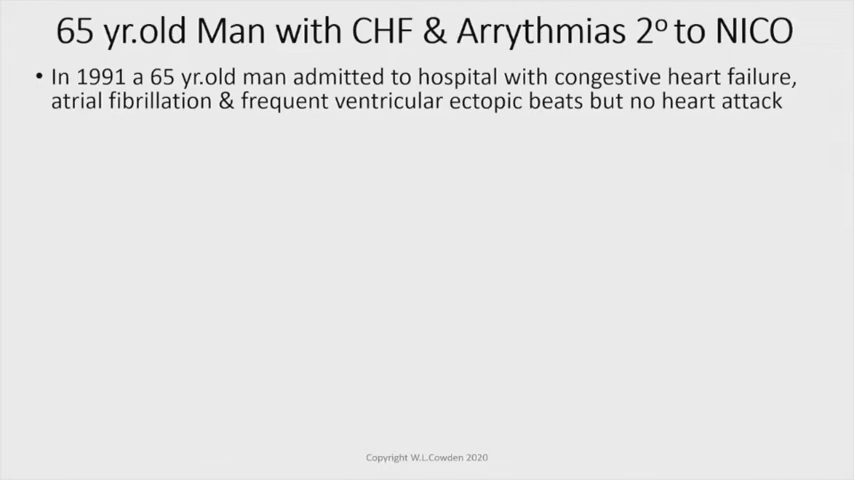 65 yr.old Man with CHF & Arrythmias 2º to NICO
• In 1991 a 65 yr.old man admitted to hospital with congestive heart failure,
atrial fibrillation & frequent ventricular ectopic beats but no heart attack
Copyright W.L.Cowden 2020